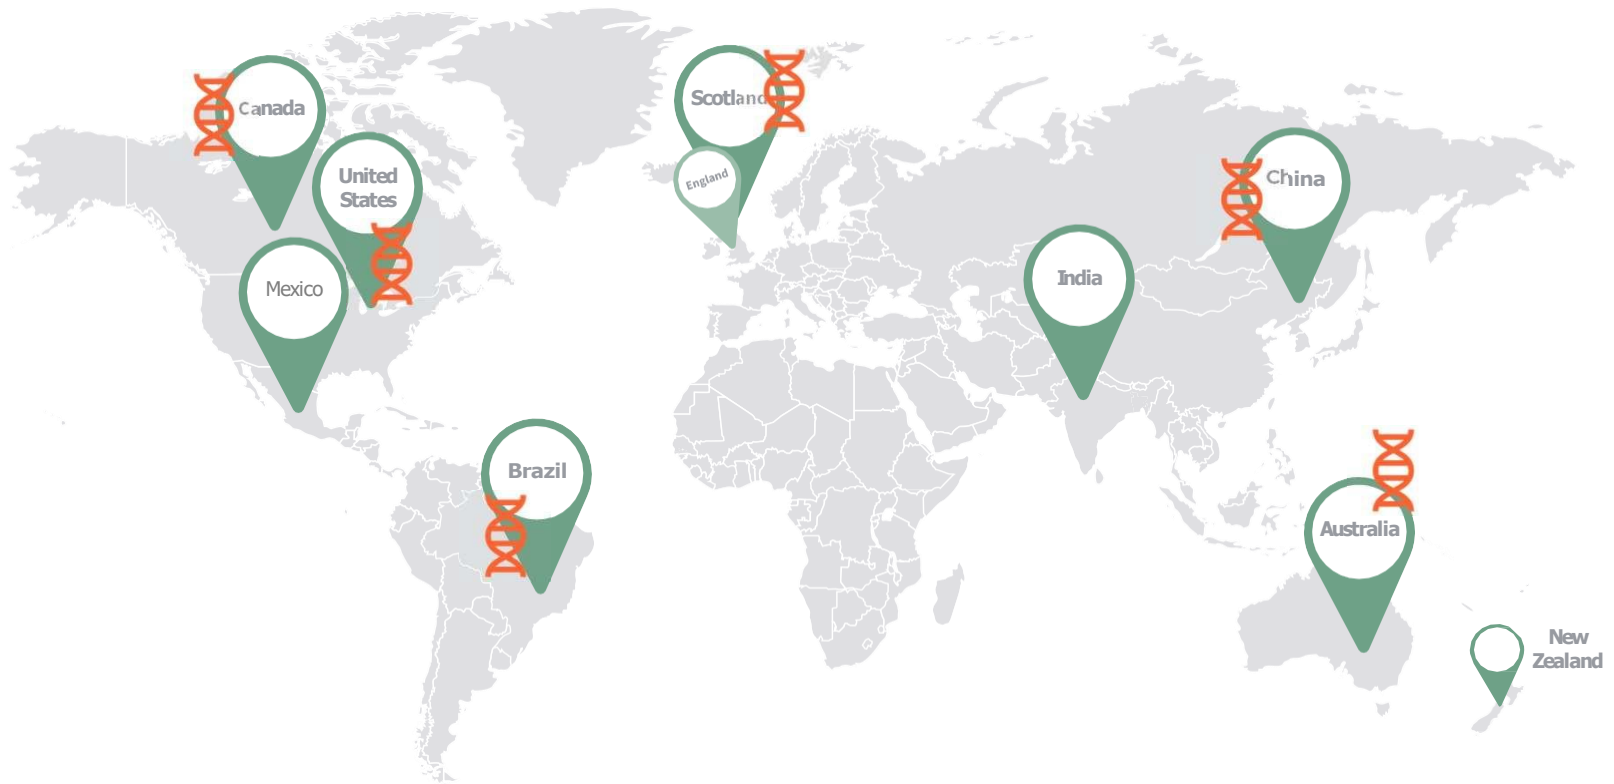 Canada
United
States
Mexico
Brazil
Scotland
England
India
China
Australia
New
Zealand